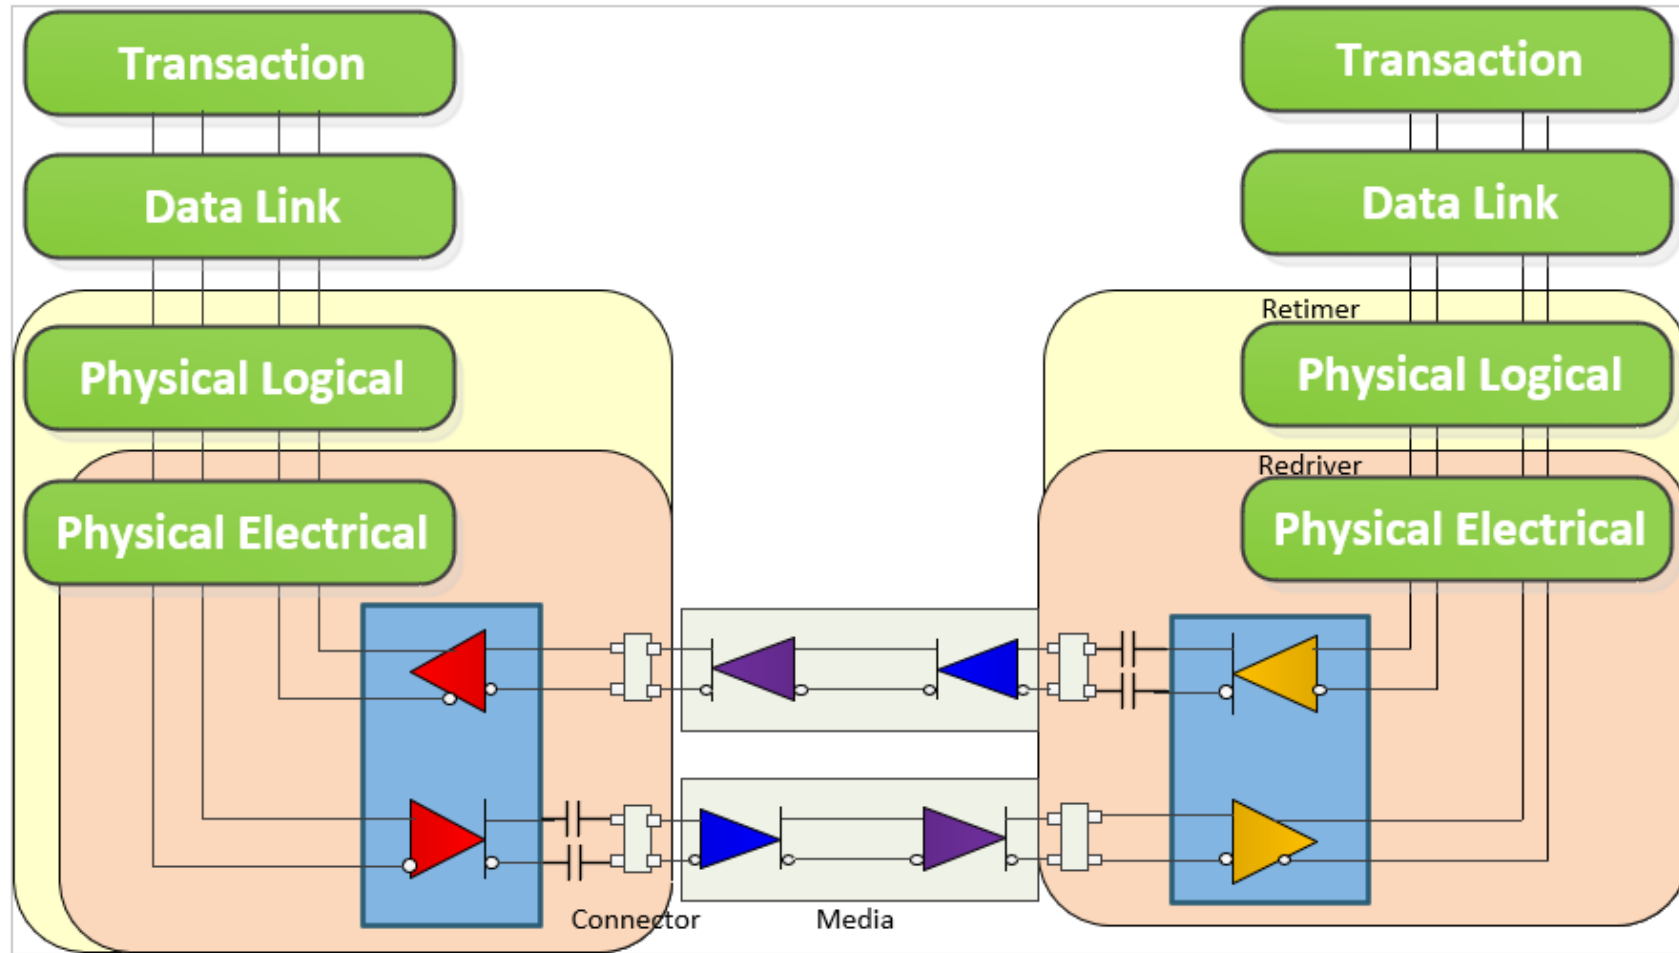 Transaction
Transaction
Data Link
Data Link
Retimer
Physical Logical
Physical Logical
Redriver
Physical Electrical
Physical Electrical
Connector
Media